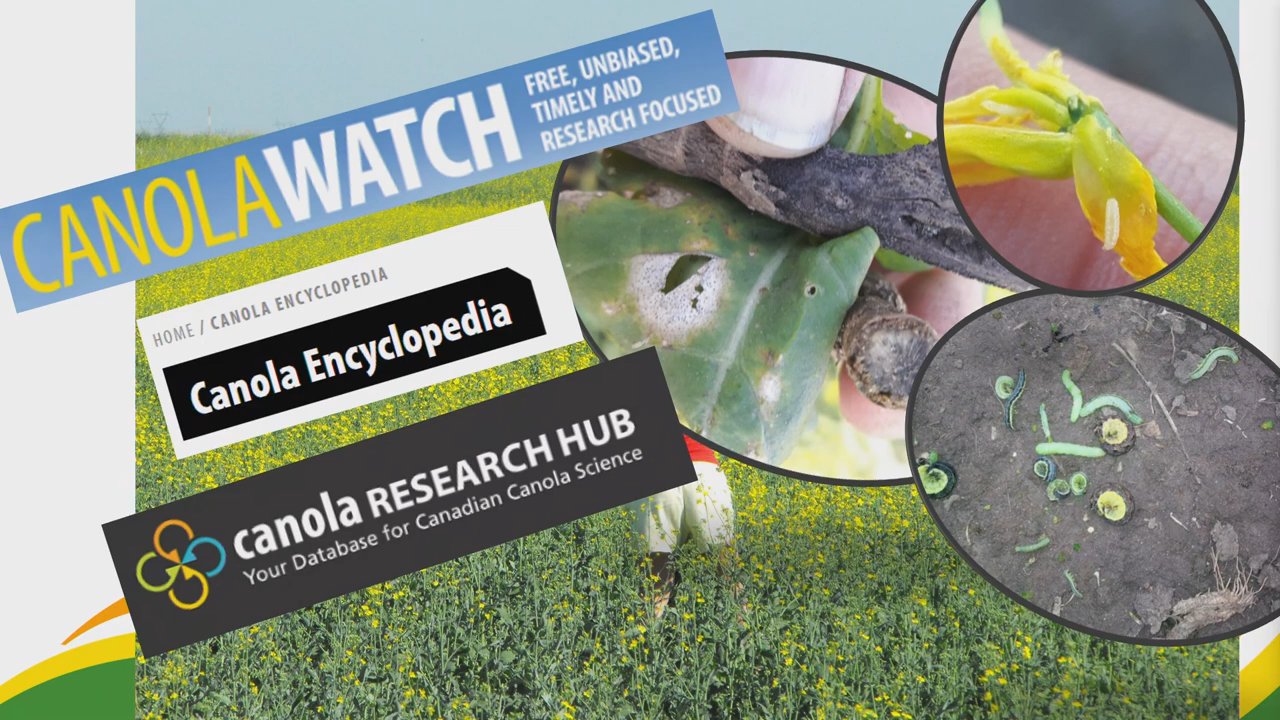 CANOLAWATCH
FREE, UNBIASED,
TIMELY AND
RESEARCH FOCUSED
HOME / CANOLA ENCYCLOPEDIA
Canola Encyclopedia
canola RESEARCH HUB
Your Database for Canadian Canola Science